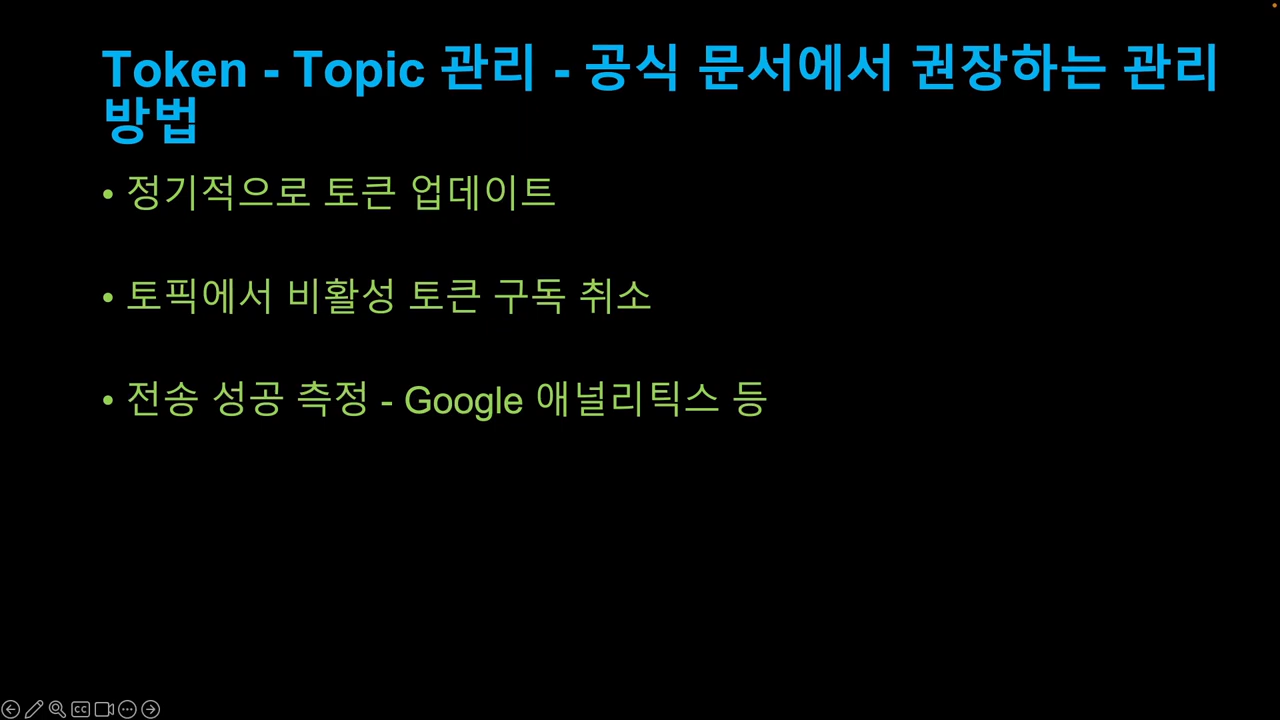 Token - Topic 관리 - 공식 문서에서 권장하는 관리
방법
• 정기적으로 토큰 업데이트
• 토픽에서 비활성 토큰 구독 취소
• 전송 성공 측정 - Google 애널리틱스 등
CC